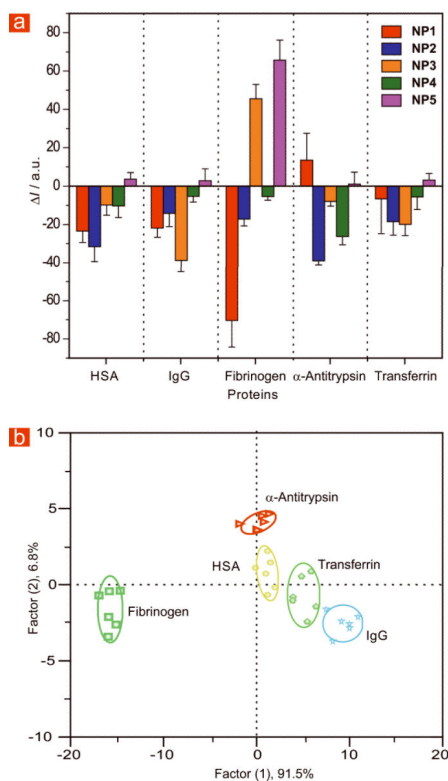 a
ΔI / a.u.
80
60
40
20
0
-20
-40
-60
-80
NP1
NP2
NP3
NP4
NP5
HSA
IgG
Fibrinogen
α-Antitrypsin
Transferrin
Proteins
b
Factor (2), 6.8%
10
5
0
-5
-10
α-Antitrypsin
HSA
Transferrin
Fibrinogen
IgG
-20
-10
0
10
20
Factor (1), 91.5%